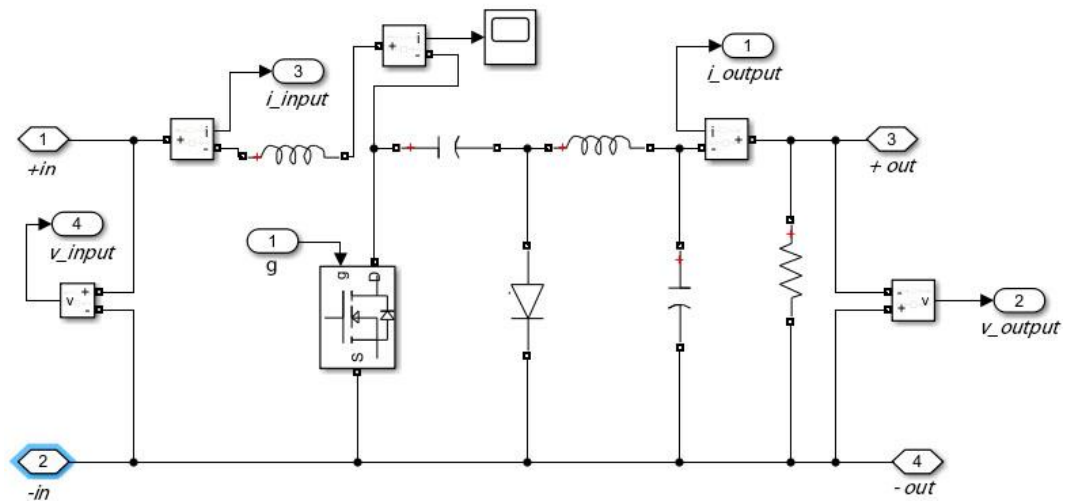 i
+
-
3
i_input
1
i_output
1
+in
+
i
-
+
+
+
i
-
+
3
+ out
4
v_input
+
v
-
1
g
g
D
S
+
+
-
v
+
2
v_output
2
-in
4
- out